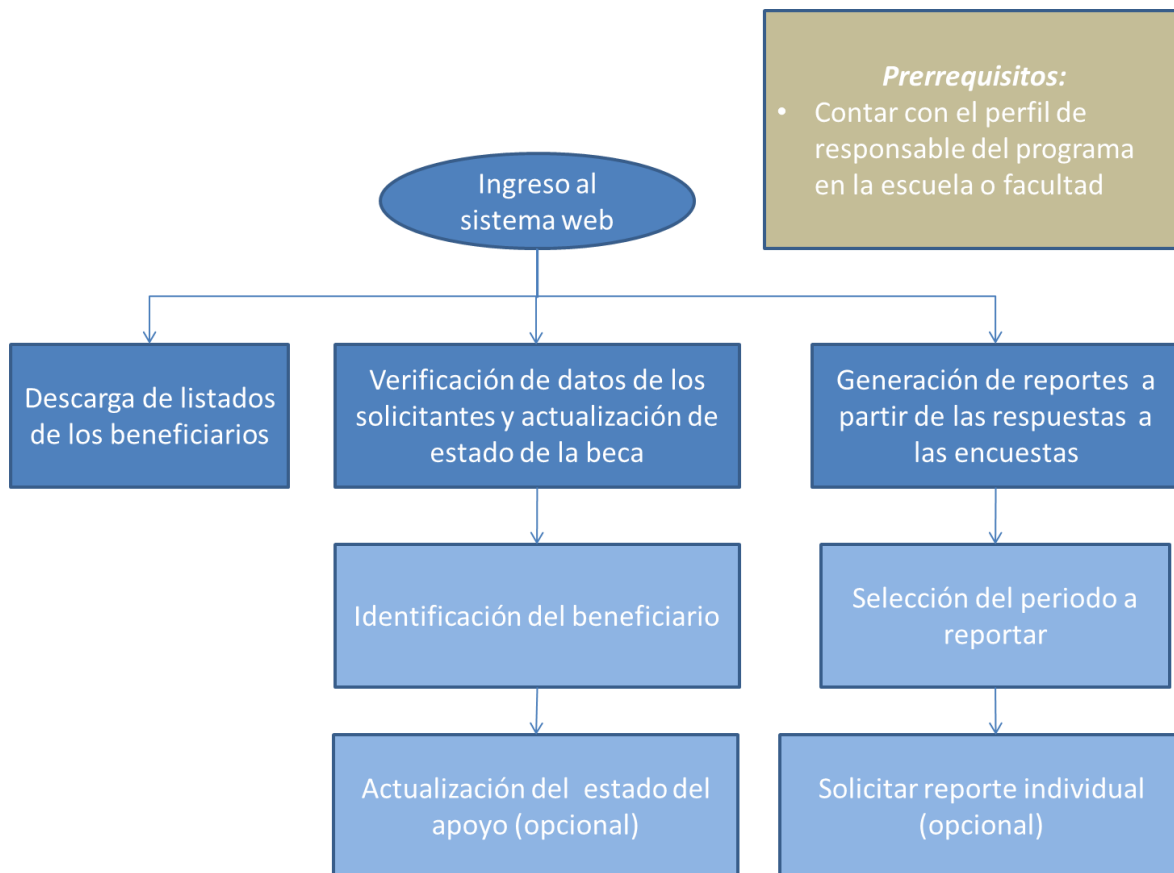 Prerrequisitos:
• Contar con el perfil de
responsable del programa
en la escuela o facultad
Ingreso al
sistema web
Descarga de listados
de los beneficiarios
Verificación de datos de los
solicitantes y actualización de
estado de la beca
Generación de reportes a
partir de las respuestas a
las encuestas
Identificación del beneficiario
Selección del periodo a
reportar
Actualización del estado del
apoyo (opcional)
Solicitar reporte individual
(opcional)